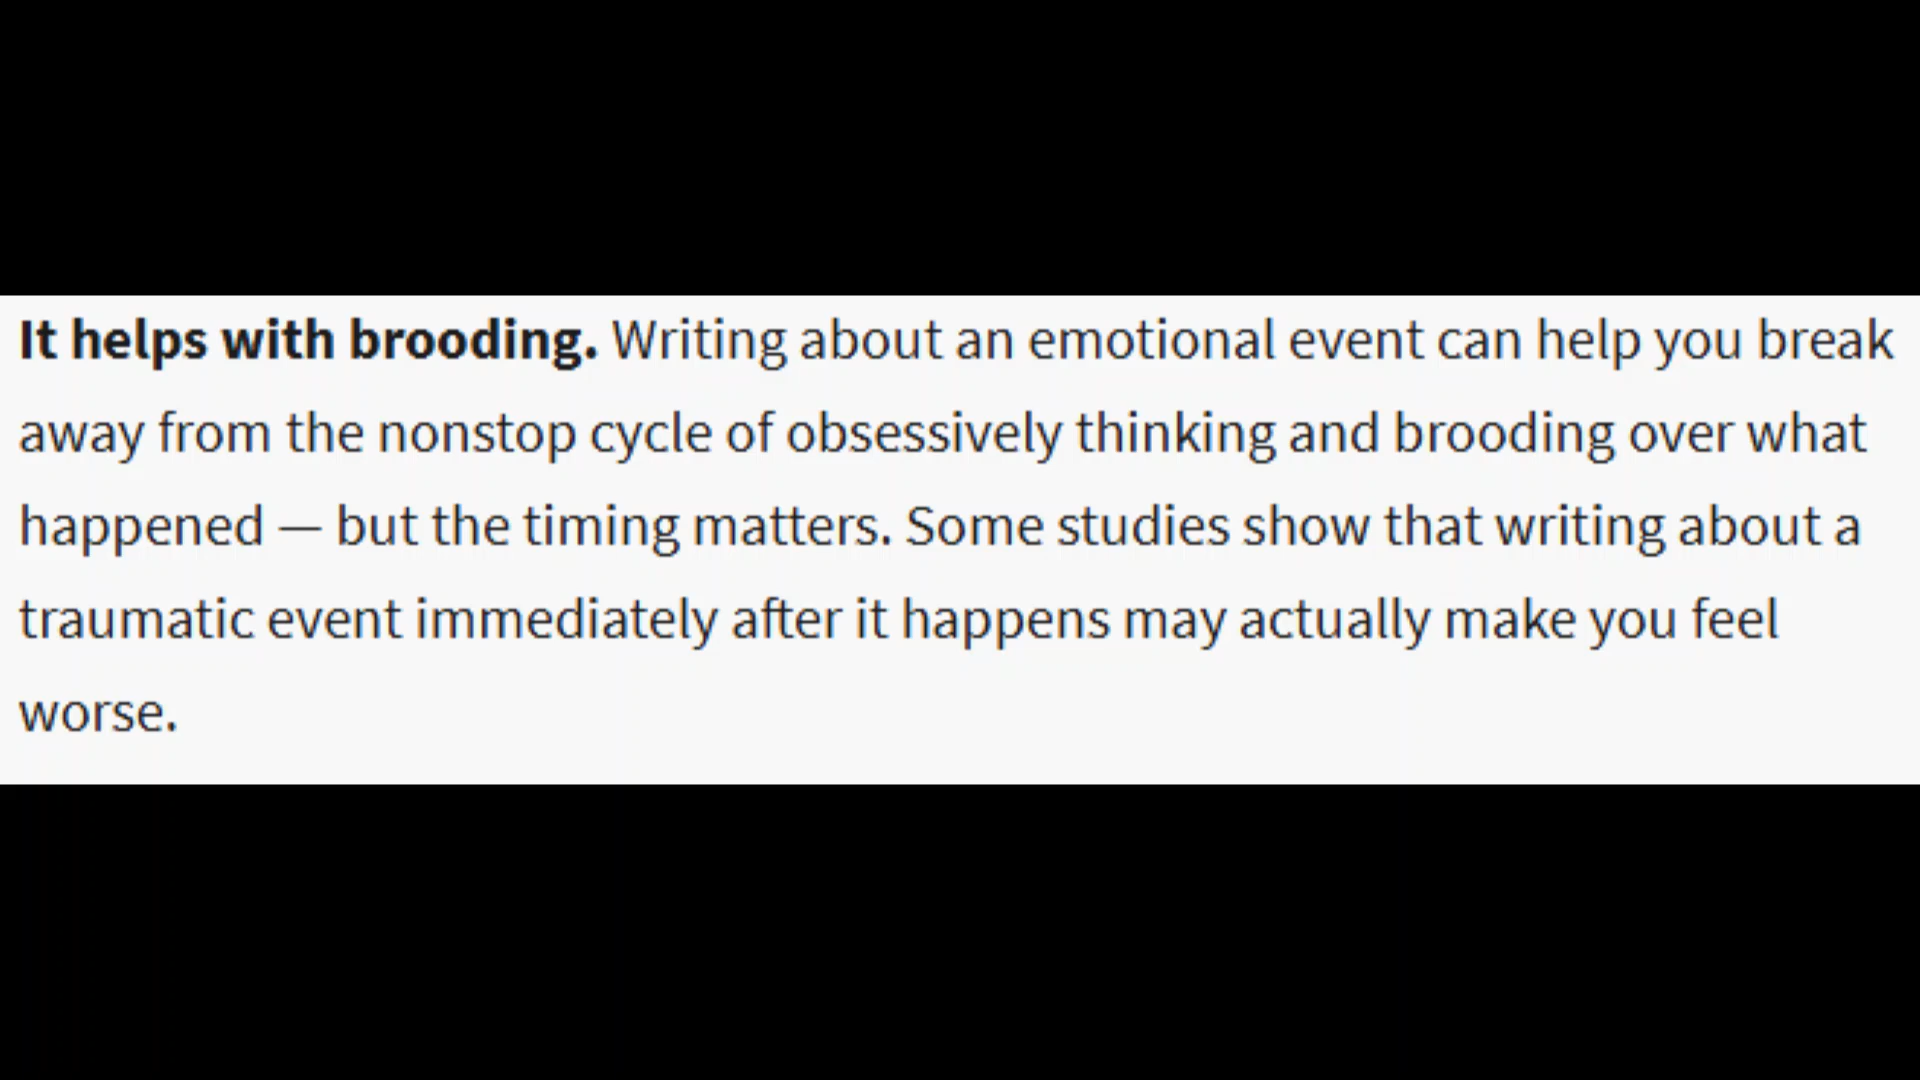 It helps with brooding. Writing about an emotional event can help you break
away from the nonstop cycle of obsessively thinking and brooding over what
happened — but the timing matters. Some studies show that writing about a
traumatic event immediately after it happens may actually make you feel
worse.